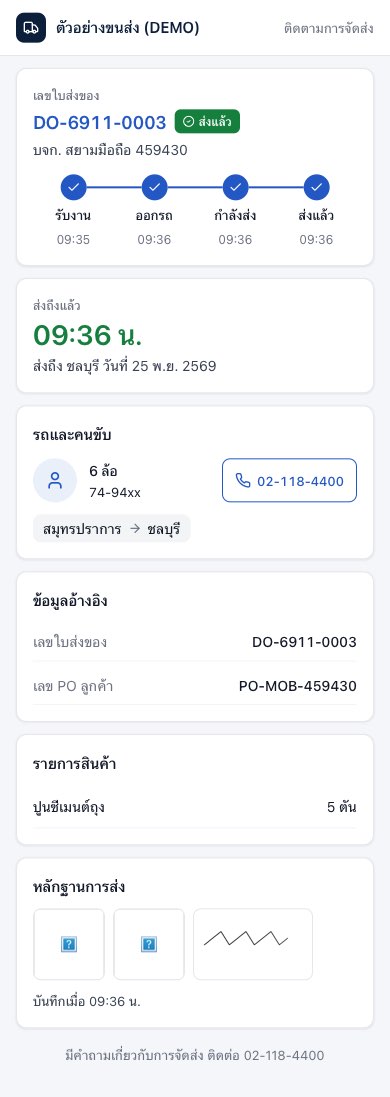 ตัวอย่างขนส่ง (DEMO)
ติดตามการจัดส่ง
เลขใบส่งของ
DO-6911-0003 ส่งแล้ว
บจก. สยามมือถือ 459430
รับงาน ออกรถ กำลังส่ง ส่งแล้ว
09:35 09:36 09:36 09:36
ส่งถึงแล้ว
09:36 น.
ส่งถึง ชลบุรี วันที่ 25 พ.ย. 2569
รถและคนขับ
6 ล้อ
74-94xx
02-118-4400
สมุทรปราการ → ชลบุรี
ข้อมูลอ้างอิง
เลขใบส่งของ DO-6911-0003
เลข PO ลูกค้า PO-MOB-459430
รายการสินค้า
ปูนซีเมนต์ถุง 5 ตัน
หลักฐานการส่ง
บันทึกเมื่อ 09:36 น.
มีคำถามเกี่ยวกับการจัดส่ง ติดต่อ 02-118-4400